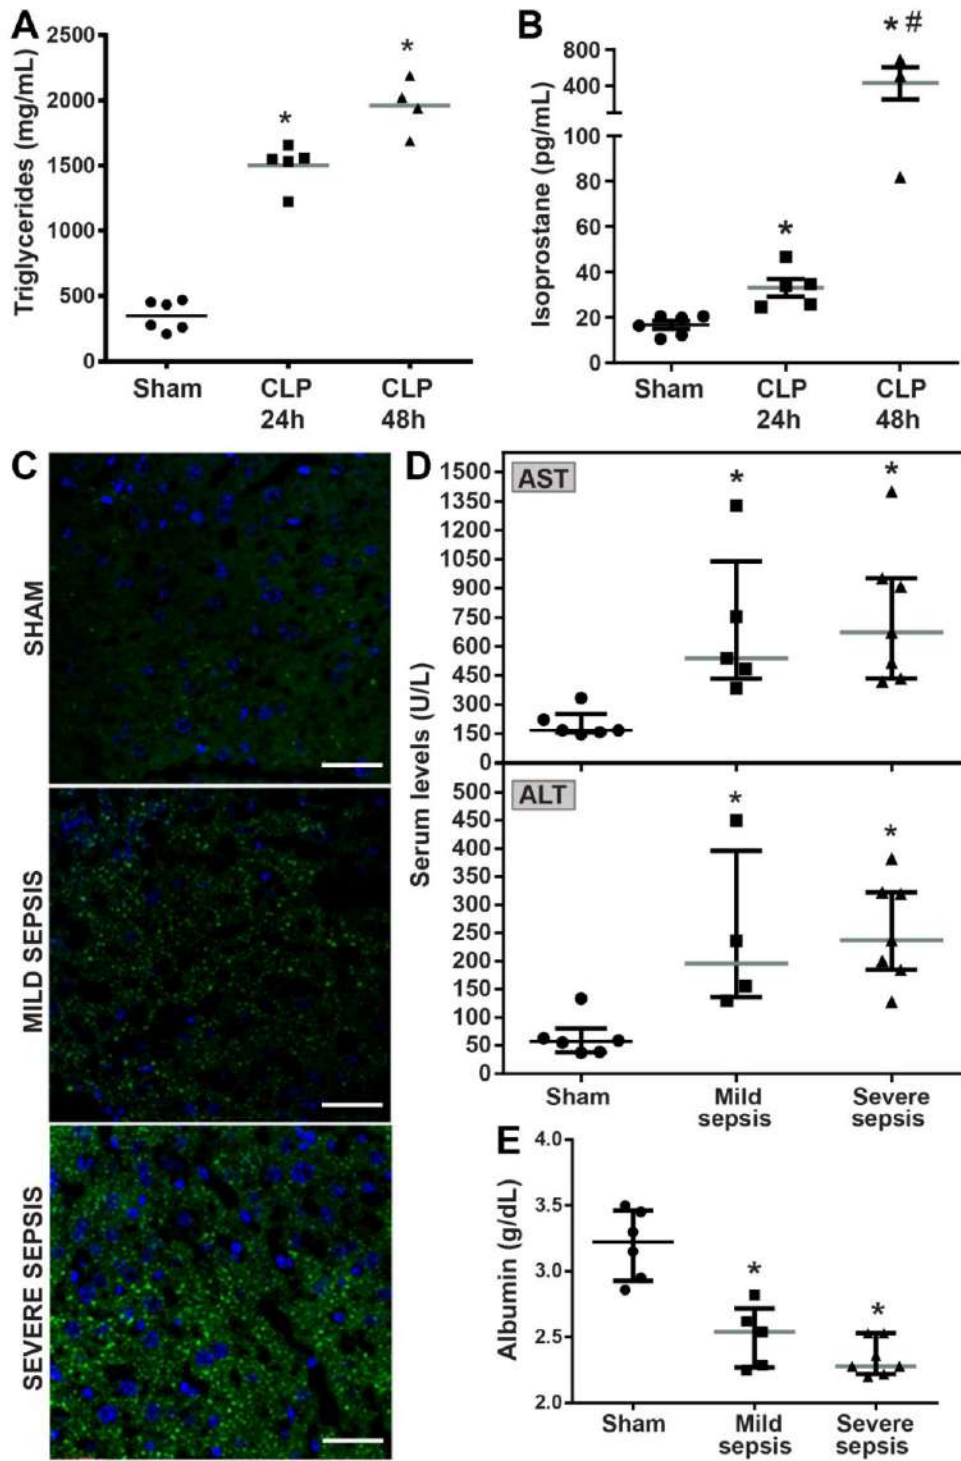 A
Triglycerides (mg/mL)
2500
2000
1500
1000
500
0
*
*
Sham
CLP
24h
CLP
48h
B
Isoprostane (pg/mL)
800
400
100
80
60
40
20
0
*
* #
Sham
CLP
24h
CLP
48h
C
SHAM
MILD SEPSIS
SEVERE SEPSIS
D
Serum levels (U/L)
AST
1500
1350
1200
1050
900
750
600
450
300
150
0
*
*
ALT
500
450
400
350
300
250
200
150
100
50
0
*
*
Sham
Mild
sepsis
Severe
sepsis
E
Albumin (g/dL)
4.0
3.5
3.0
2.5
2.0
*
*
Sham
Mild
sepsis
Severe
sepsis